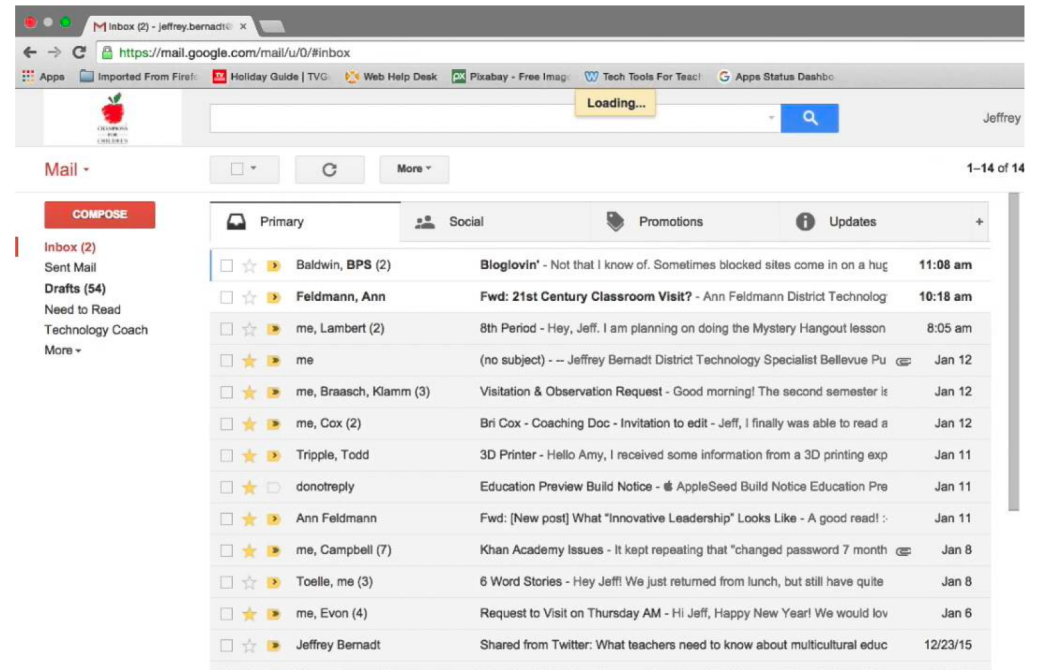 Inbox (2) - jeffrey.bernadt@ ×
https://mail.google.com/mail/u/0/#inbox
Apps Imported From Firefo Holiday Guide | TVG Web Help Desk Pixabay - Free Image Tech Tools For Teach G Apps Status Dashbo
Loading...
CHAMPIONS
FOR
CHILDREN
Jeffrey
Mail
More
1–14 of 14
COMPOSE
Inbox (2)
Sent Mail
Drafts (54)
Need to Read
Technology Coach
More
Primary Social Promotions Updates +
Baldwin, BPS (2) Bloglovin' - Not that I know of. Sometimes blocked sites come in on a hug 11:08 am
Feldmann, Ann Fwd: 21st Century Classroom Visit? - Ann Feldmann District Technolog 10:18 am
me, Lambert (2) 8th Period - Hey, Jeff. I am planning on doing the Mystery Hangout lesson 8:05 am
me (no subject) - -- Jeffrey Bernadt District Technology Specialist Bellevue Pu Jan 12
me, Braasch, Klamm (3) Visitation & Observation Request - Good morning! The second semester is Jan 12
me, Cox (2) Bri Cox - Coaching Doc - Invitation to edit - Jeff, I finally was able to read a Jan 12
Tripple, Todd 3D Printer - Hello Amy, I received some information from a 3D printing exp Jan 11
donotreply Education Preview Build Notice -  AppleSeed Build Notice Education Pre Jan 11
Ann Feldmann Fwd: [New post] What "Innovative Leadership" Looks Like - A good read! :- Jan 11
me, Campbell (7) Khan Academy Issues - It kept repeating that "changed password 7 month Jan 8
Toelle, me (3) 6 Word Stories - Hey Jeff! We just returned from lunch, but still have quite Jan 8
me, Evon (4) Request to Visit on Thursday AM - Hi Jeff, Happy New Year! We would lov Jan 6
Jeffrey Bernadt Shared from Twitter: What teachers need to know about multicultural educ 12/23/15